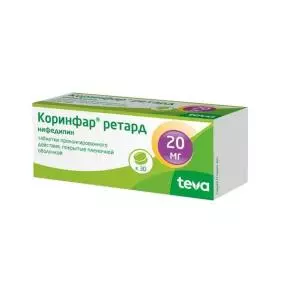 Коринфар® ретард
нифедипин
таблетки пролонгированного
действия, покрытые пленочной
оболочкой
20
мг
x 30
teva